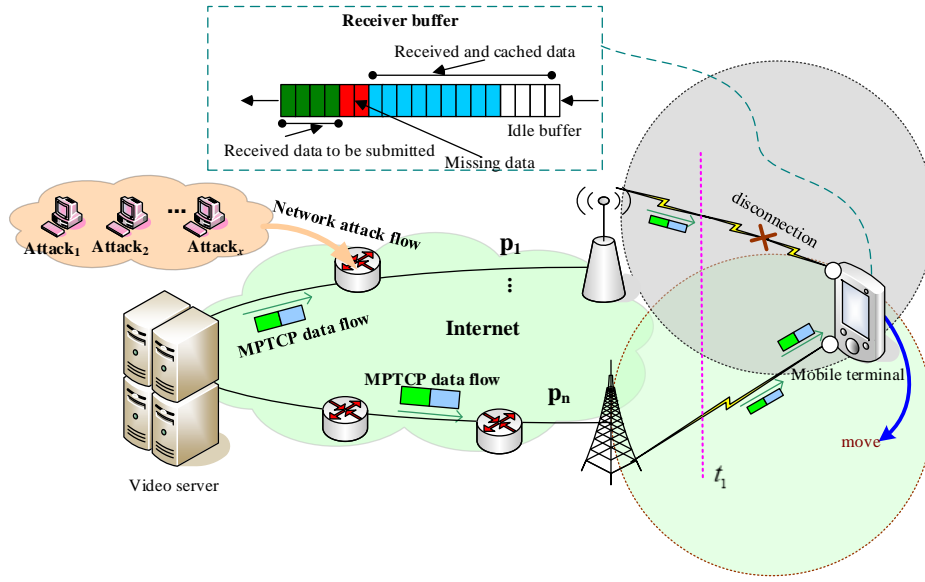 Receiver buffer
Received and cached data
Idle buffer
Received data to be submitted
Missing data
disconnection
...
Attack1 Attack2 Attackx
Network attack flow
p1
...
MPTCP data flow
Internet
MPTCP data flow
pn
Mobile terminal
move
t1
Video server